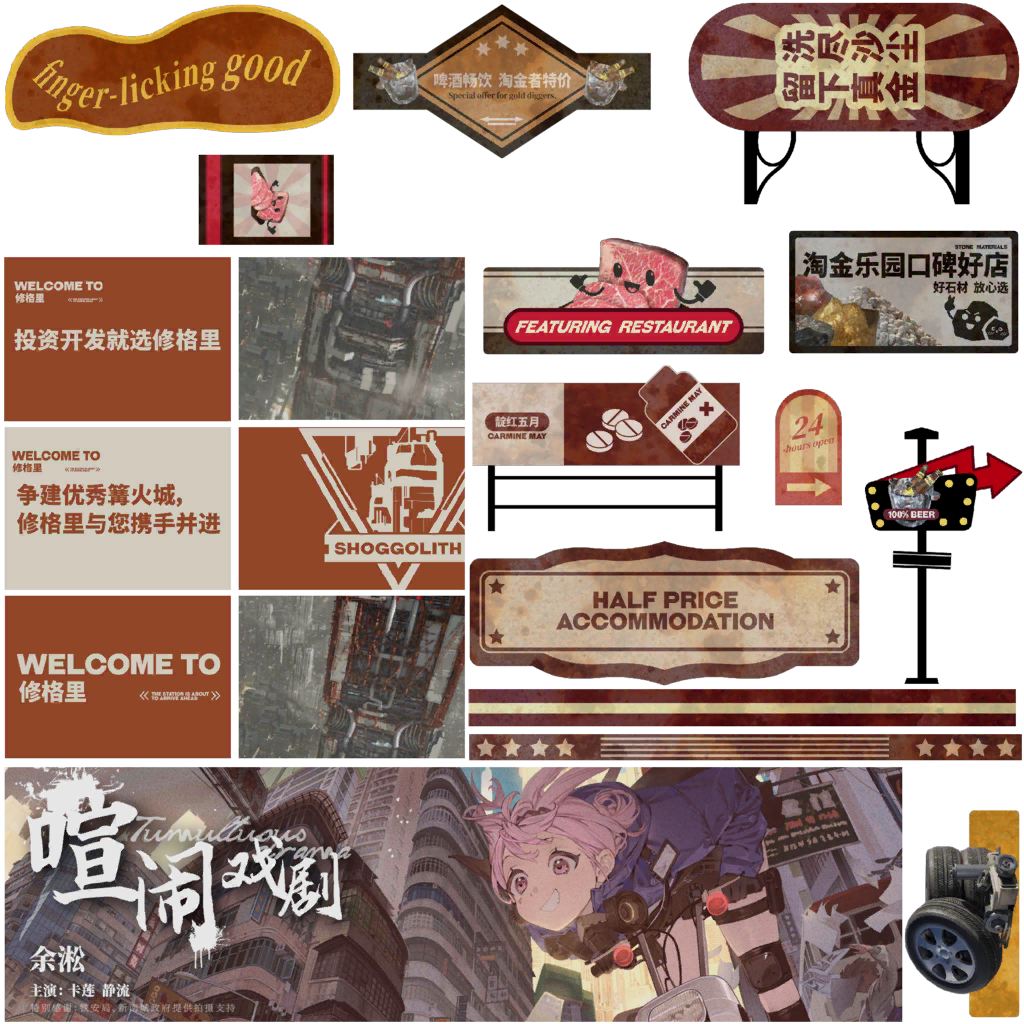 finger-licking good
啤酒畅饮 淘金者特价
Special offer for gold diggers.
洗尽沙尘
留下真金
WELCOME TO
修格里
投资开发就选修格里
FEATURING RESTAURANT
STONE MATERIALS
淘金乐园口碑好店
好石材 放心选
靛红五月
CARMINE MAY
CARMINE MAY
24
-hours open
100% BEER
WELCOME TO
修格里
争建优秀篝火城,
修格里与您携手并进
SHOGGOLITH
HALF PRICE
ACCOMMODATION
WELCOME TO
修格里
THE STATION IS ABOUT
TO ARRIVE AHEAD
喧闹戏剧
Tumultuous
drama
余淞
主演：卡莲 静流